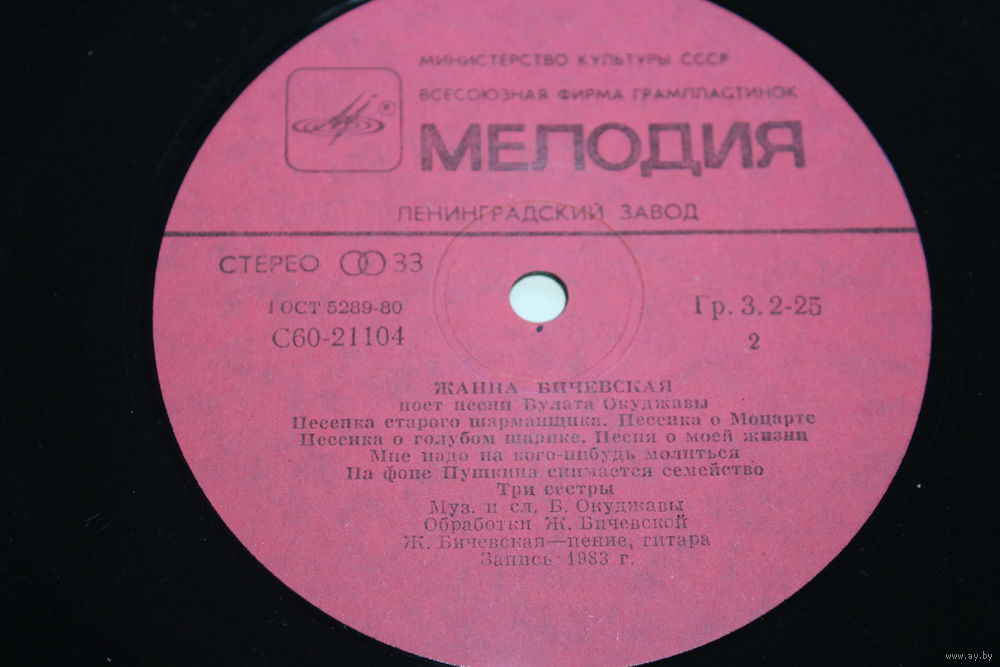 МИНИСТЕРСТВО КУЛЬТУРЫ СССР
ВСЕСОЮЗНАЯ ФИРМА ГРАМПЛАСТИНОК
МЕЛОДИЯ
ЛЕНИНГРАДСКИЙ ЗАВОД
СТЕРЕО 33
ГОСТ 5289-80
Гр. 3. 2-25
С60-21104
2
ЖАННА БИЧЕВСКАЯ
поет песни Булата Окуджавы
Песенка старого шарманщика. Песенка о Моцарте
Песенка о голубом шарике. Песня о моей жизни
Мне надо на кого-нибудь молиться
На фоне Пушкина снимается семейство
Три сестры
Муз. и сл. Б. Окуджавы
Обработки Ж. Бичевской
Ж. Бичевская—пение, гитара
Запись 1983 г.
www.ay.by